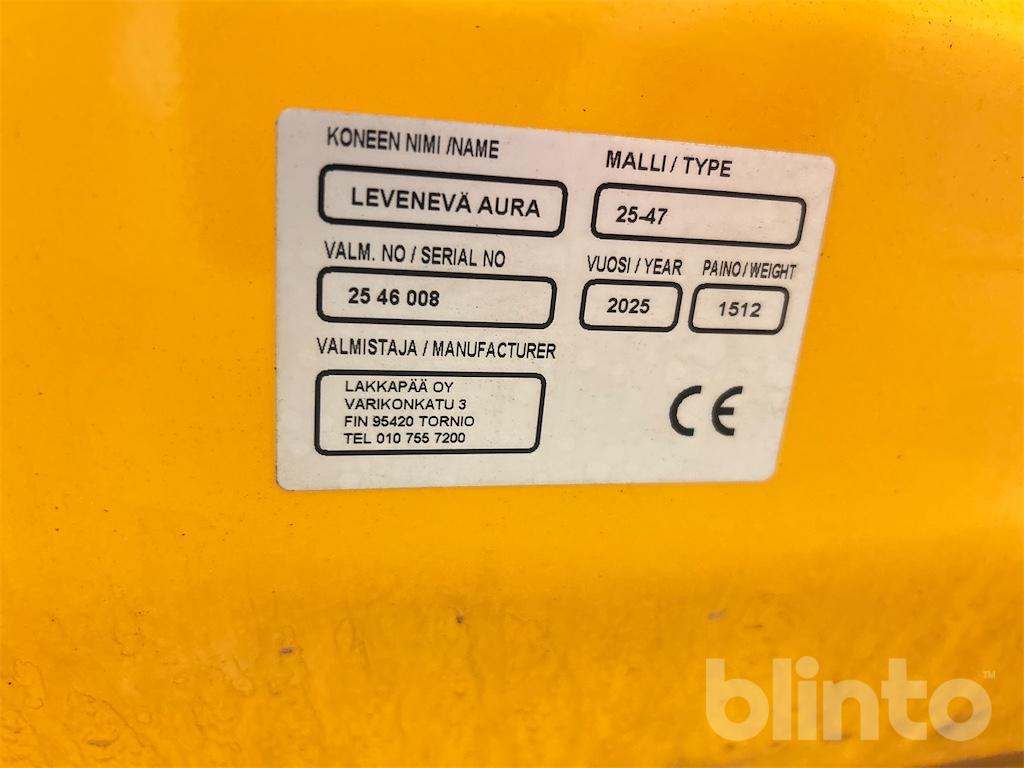 KONEEN NIMI /NAME
LEVENEVÄ AURA
MALLI / TYPE
25-47
VALM. NO / SERIAL NO
25 46 008
VUOSI / YEAR
2025
PAINO/WEIGHT
1512
VALMISTAJA / MANUFACTURER
LAKKAPÄÄ OY
VARIKONKATU 3
FIN 95420 TORNIO
TEL 010 755 7200
CE
blinto™